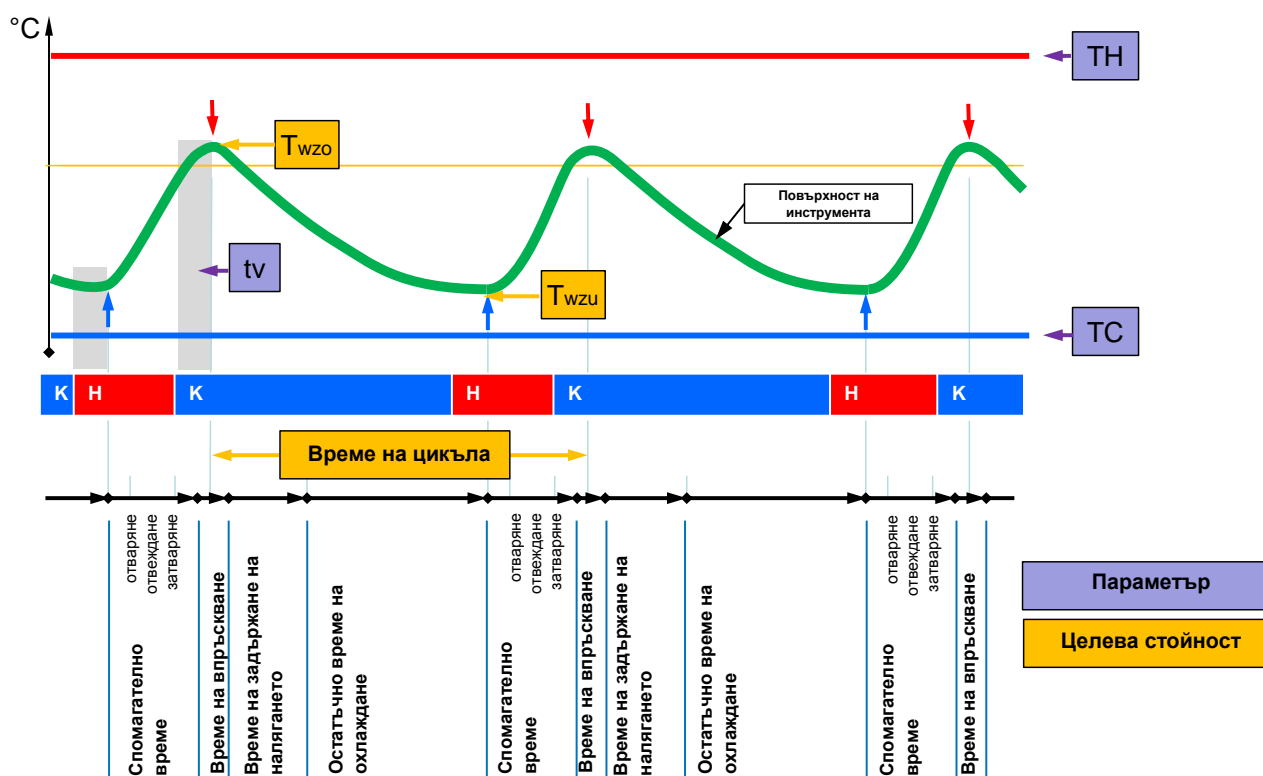 °C
TH
Twzo
Повърхност на
инструмента
tv
Twzu
TC
K
H
K
H
K
H
K
Време на цикъла
отваряне
отвеждане
затваряне
отваряне
отвеждане
затваряне
отваряне
отвеждане
затваряне
Спомагателно
време
Време на впръскване
Време на задържане на
налягането
Остатъчно време на
охлаждане
Спомагателно
време
Време на впръскване
Време на задържане на
налягането
Остатъчно време на
охлаждане
Спомагателно
време
Време на впръскване
Параметър
Целева стойност